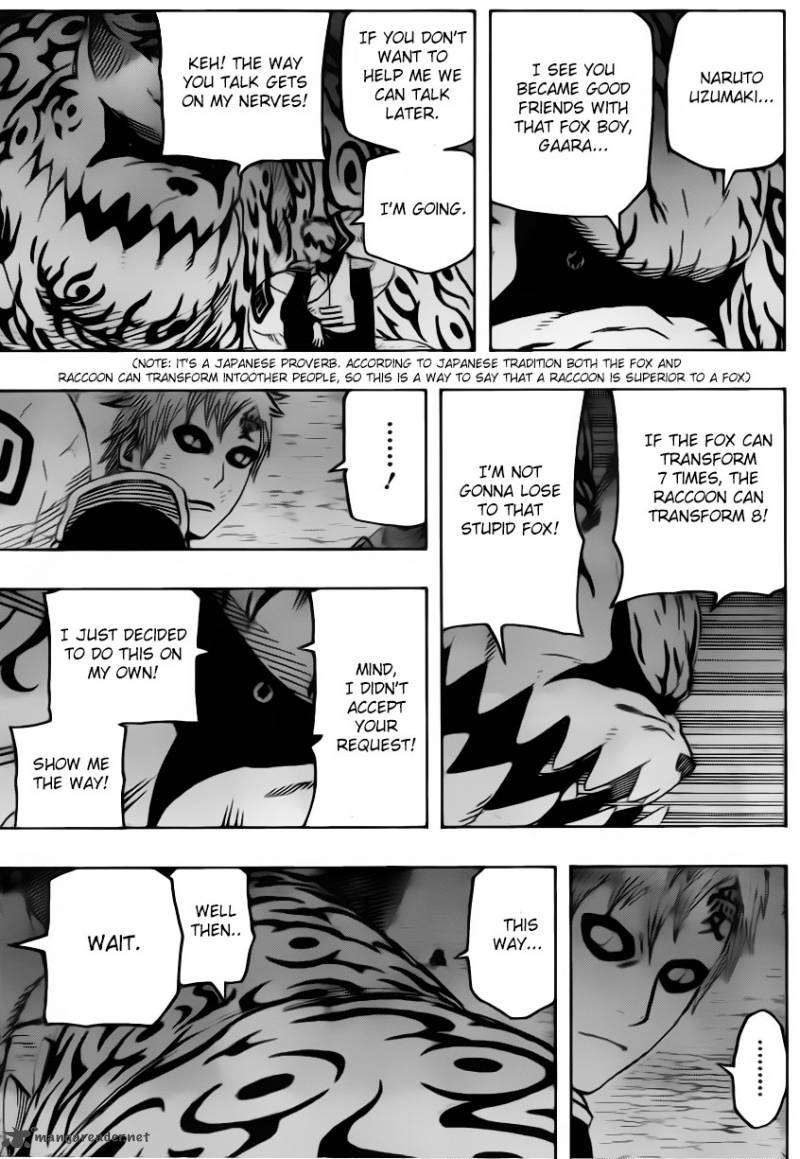 NARUTO
UZUMAKI...
I SEE YOU
BECAME GOOD
FRIENDS WITH
THAT FOX BOY,
GAARA...
IF YOU DON'T
WANT TO
HELP ME WE
CAN TALK
LATER.
I'M GOING.
KEH! THE WAY
YOU TALK GETS
ON MY NERVES!
(NOTE: IT'S A JAPANESE PROVERB. ACCORDING TO JAPANESE TRADITION BOTH THE FOX AND
RACCOON CAN TRANSFORM INTOOTHER PEOPLE, SO THIS IS A WAY TO SAY THAT A RACCOON IS SUPERIOR TO A FOX)
IF THE FOX CAN
TRANSFORM
7 TIMES, THE
RACCOON CAN
TRANSFORM 8!
I'M NOT
GONNA LOSE
TO THAT
STUPID FOX!
.......!
MIND,
I DIDN'T
ACCEPT
YOUR
REQUEST!
I JUST DECIDED
TO DO THIS ON
MY OWN!
SHOW ME
THE WAY!
愛
.........
THIS
WAY...
WELL
THEN..
WAIT.
mangareader.net